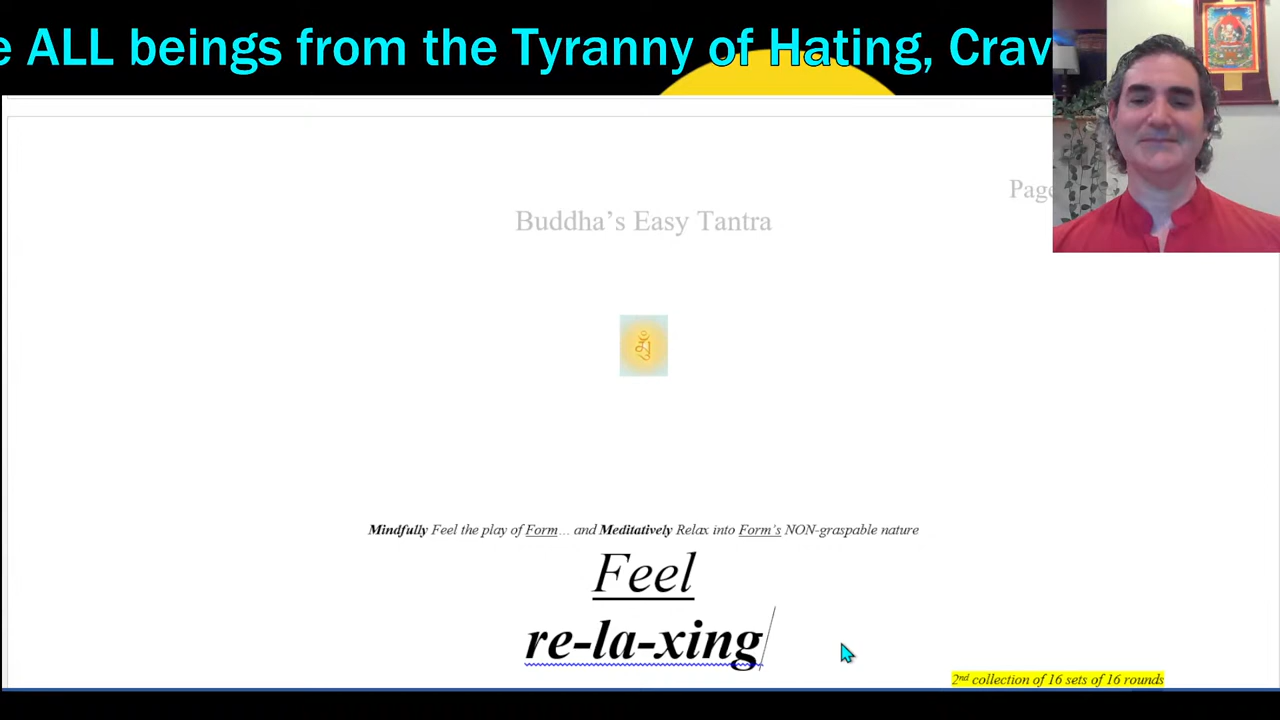 e ALL beings from the Tyranny of Hating, Crav
Page
Buddha’s Easy Tantra
Mindfully Feel the play of Form… and Meditatively Relax into Form’s NON-graspable nature
Feel
re-la-xing
2nd collection of 16 sets of 16 rounds